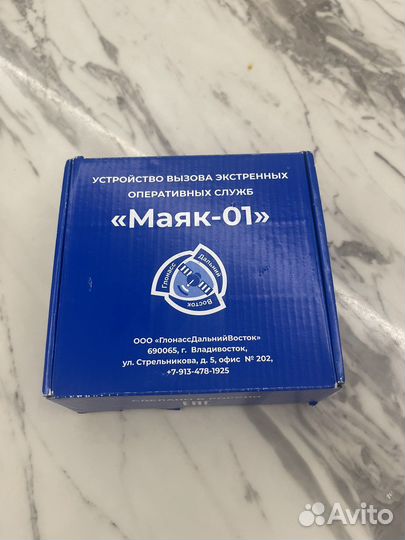 УСТРОЙСТВО ВЫЗОВА ЭКСТРЕННЫХ
ОПЕРАТИВНЫХ СЛУЖБ
«Маяк-01»
Глонасс
Дальний
Восток
ООО «ГлонассДальнийВосток»
690065, г. Владивосток,
ул. Стрельникова, д. 5, офис № 202,
+7-913-478-1925
Avito